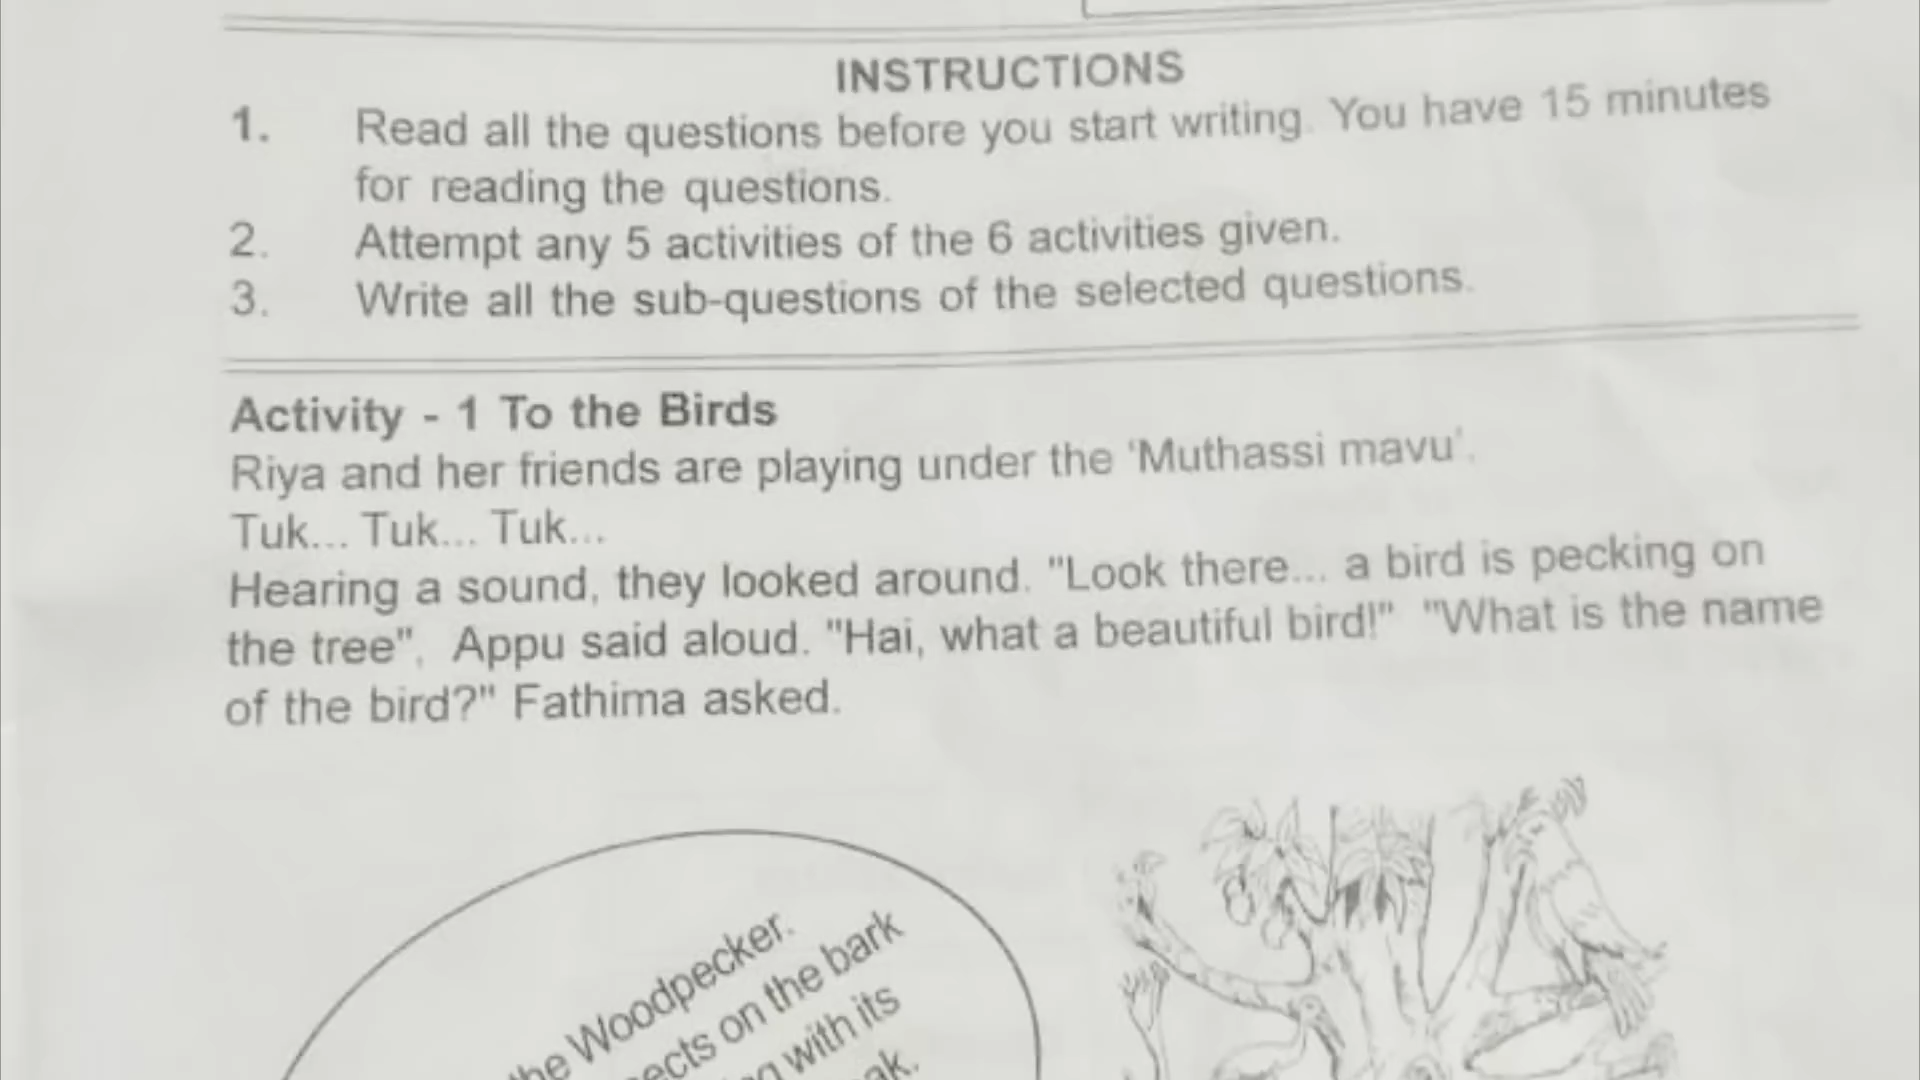 INSTRUCTIONS
1. Read all the questions before you start writing. You have 15 minutes
for reading the questions.
2. Attempt any 5 activities of the 6 activities given.
3. Write all the sub-questions of the selected questions.
Activity - 1 To the Birds
Riya and her friends are playing under the 'Muthassi mavu'.
Tuk... Tuk... Tuk...
Hearing a sound, they looked around. "Look there... a bird is pecking on
the tree", Appu said aloud. "Hai, what a beautiful bird!" "What is the name
of the bird?" Fathima asked.
the Woodpecker.
on the bark
with its